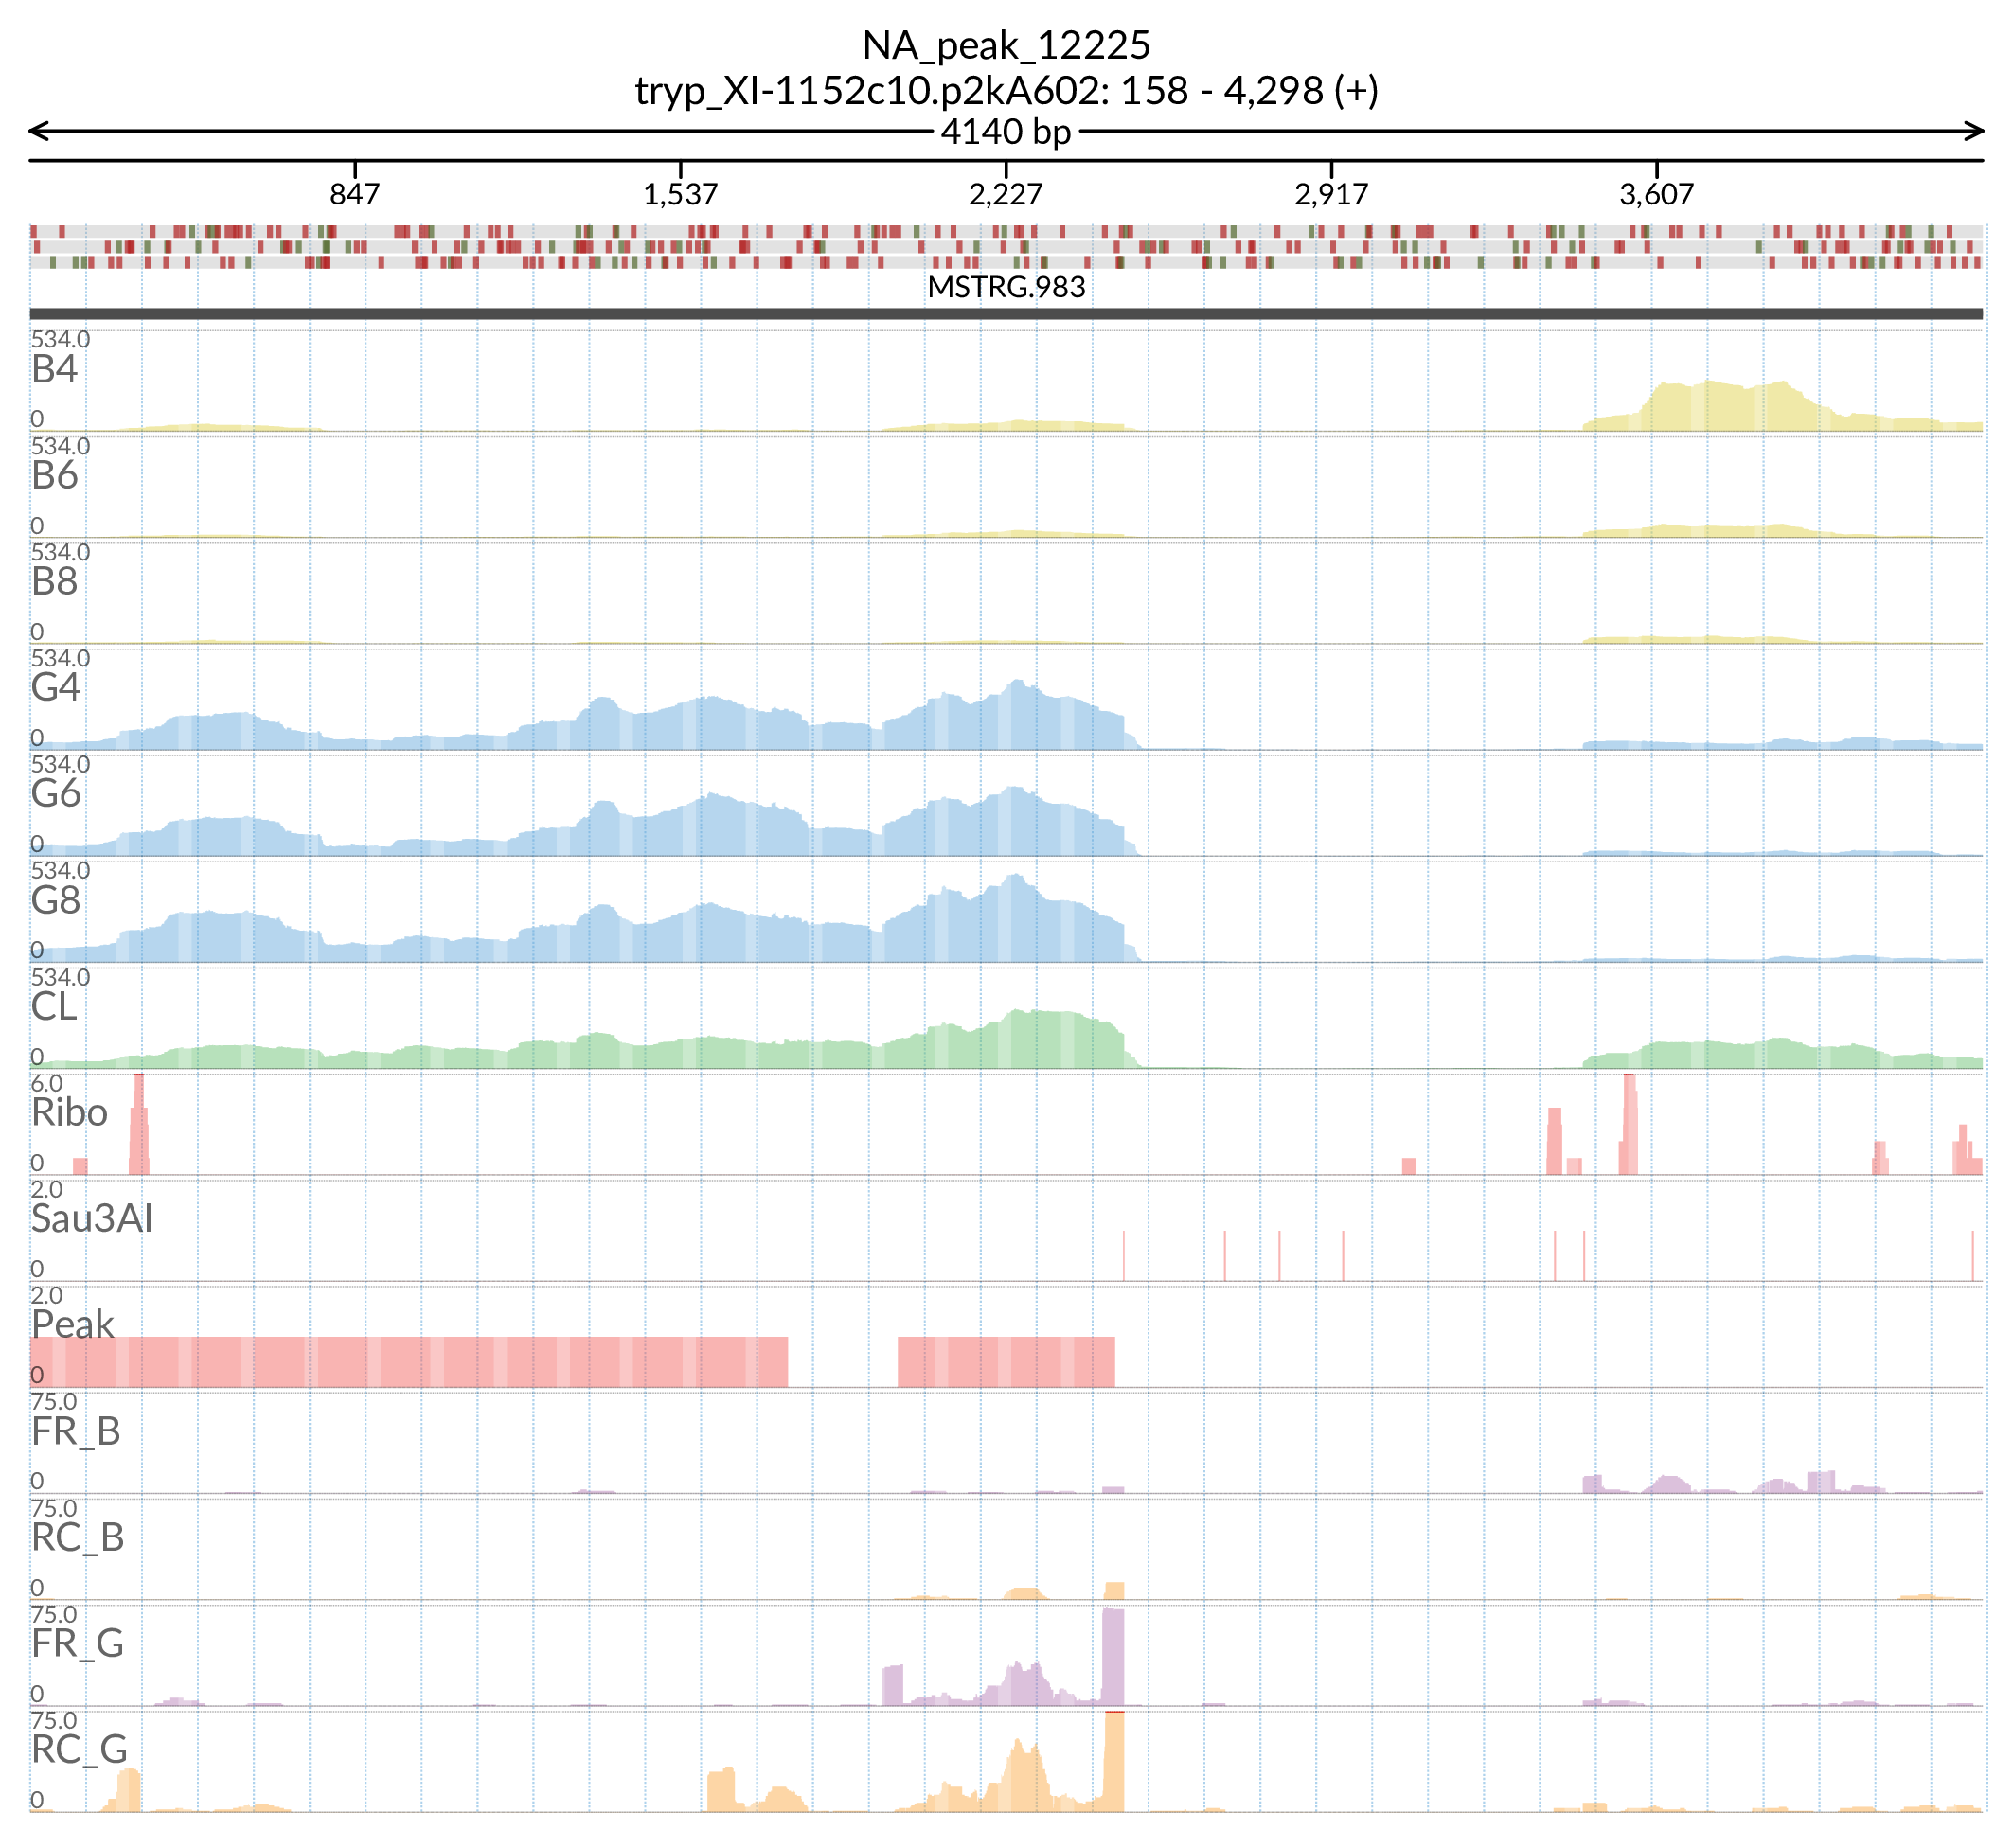 NA_peak_12225
tryp_XI-1152c10.p2kA602: 158 - 4,298 (+)
4140 bp
847 1,537 2,227 2,917 3,607
MSTRG.983
534.0
B4
0
534.0
B6
0
534.0
B8
0
534.0
G4
0
534.0
G6
0
534.0
G8
0
534.0
CL
0
6.0
Ribo
0
2.0
Sau3AI
0
2.0
Peak
0
75.0
FR_B
0
75.0
RC_B
0
75.0
FR_G
0
75.0
RC_G
0